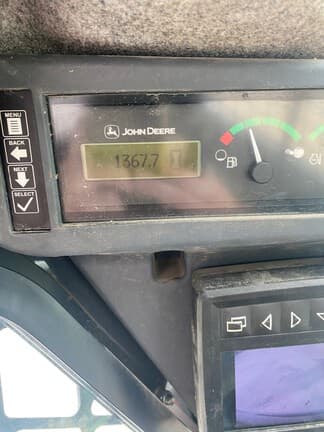 MENU
BACK
NEXT
SELECT
JOHN DEERE
1367.7